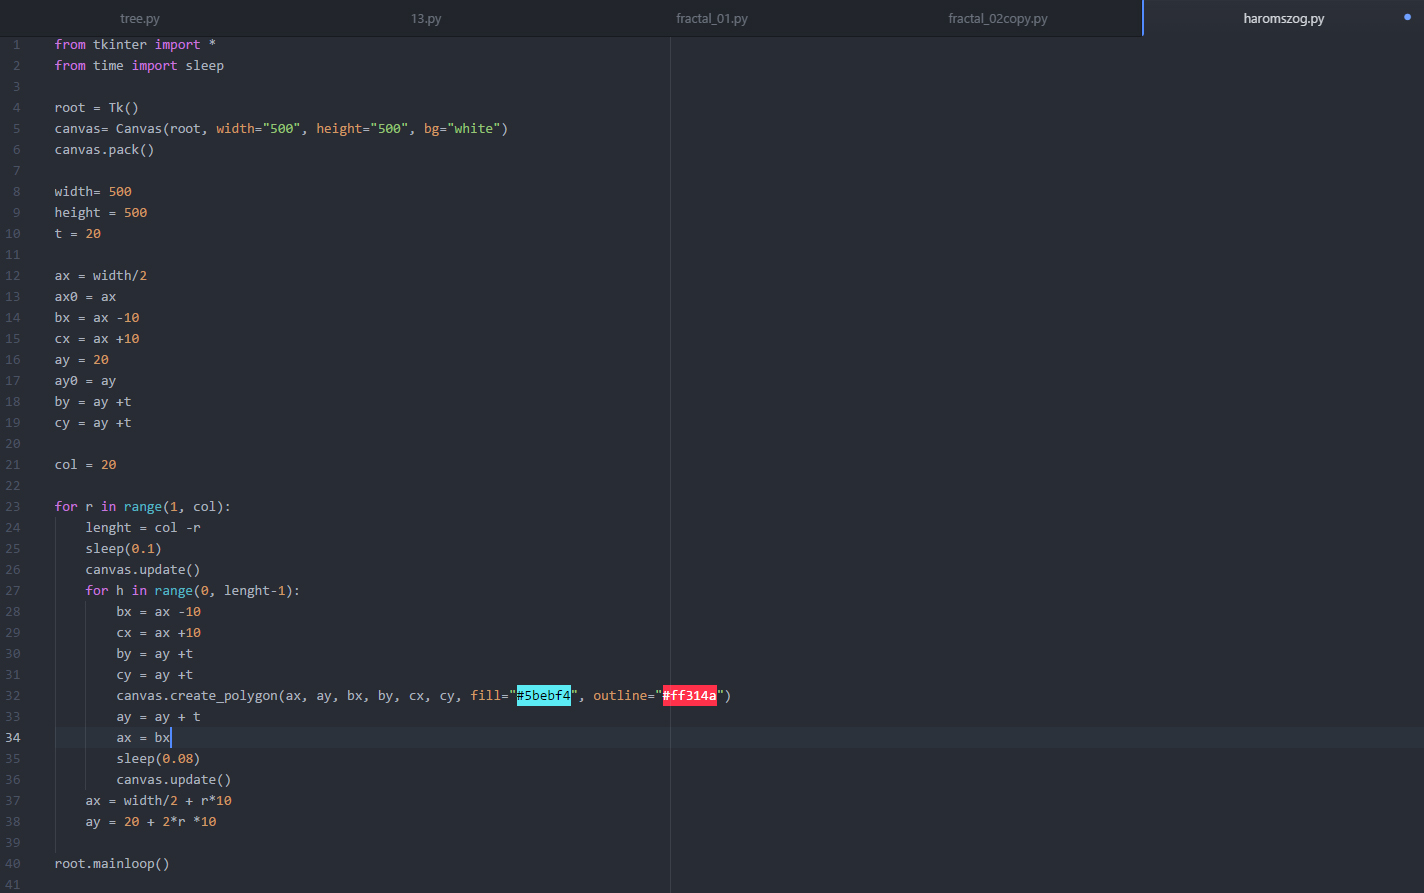 tree.py 13.py fractal_01.py fractal_02copy.py haromszog.py
1 from tkinter import *
2 from time import sleep
3
4 root = Tk()
5 canvas= Canvas(root, width="500", height="500", bg="white")
6 canvas.pack()
7
8 width= 500
9 height = 500
10 t = 20
11
12 ax = width/2
13 ax0 = ax
14 bx = ax -10
15 cx = ax +10
16 ay = 20
17 ay0 = ay
18 by = ay +t
19 cy = ay +t
20
21 col = 20
22
23 for r in range(1, col):
24     lenght = col -r
25     sleep(0.1)
26     canvas.update()
27     for h in range(0, lenght-1):
28         bx = ax -10
29         cx = ax +10
30         by = ay +t
31         cy = ay +t
32         canvas.create_polygon(ax, ay, bx, by, cx, cy, fill="#5bebf4", outline="#ff314a")
33         ay = ay + t
34         ax = bx
35         sleep(0.08)
36         canvas.update()
37     ax = width/2 + r*10
38     ay = 20 + 2*r *10
39
40 root.mainloop()
41